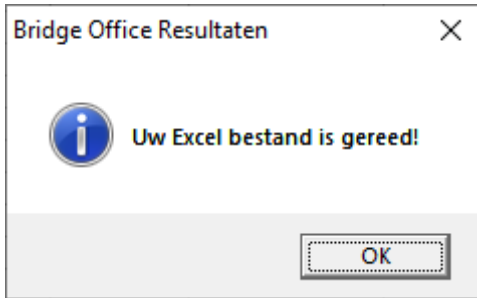 Bridge Office Resultaten
Uw Excel bestand is gereed!
OK